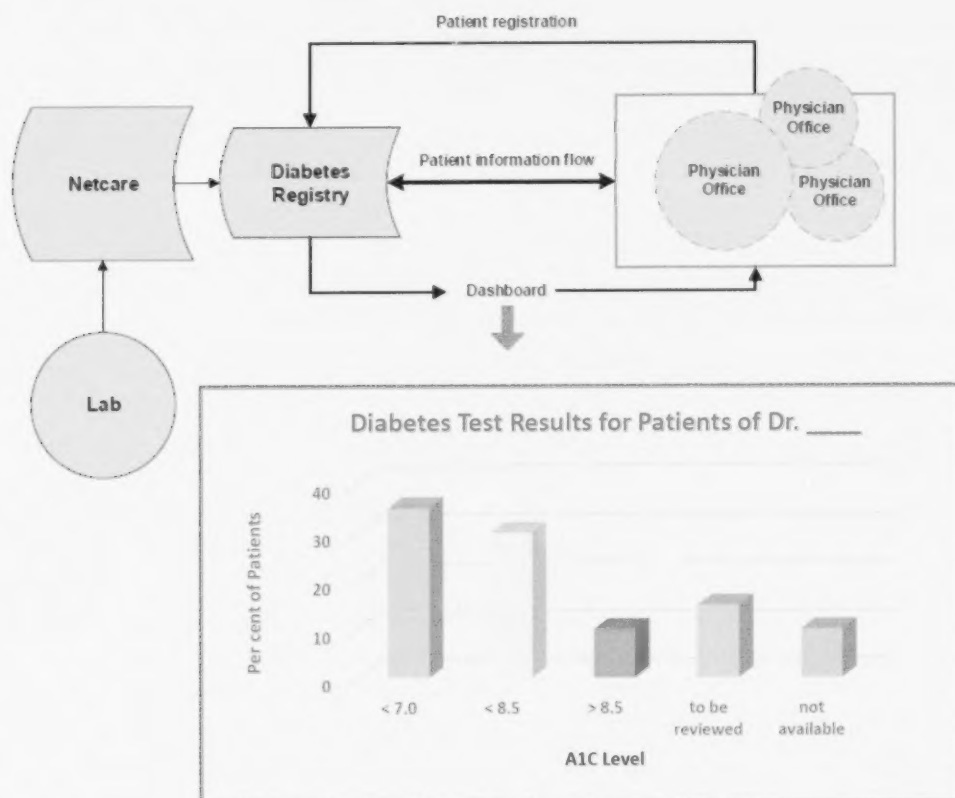 Patient registration
Netcare
Diabetes
Registry
Patient information flow
Physician
Office
Physician
Office
Physician
Office
Dashboard
Lab
Diabetes Test Results for Patients of Dr. _____
Per cent of Patients
40
30
20
10
0
< 7.0
< 8.5
> 8.5
to be
reviewed
not
available
A1C Level